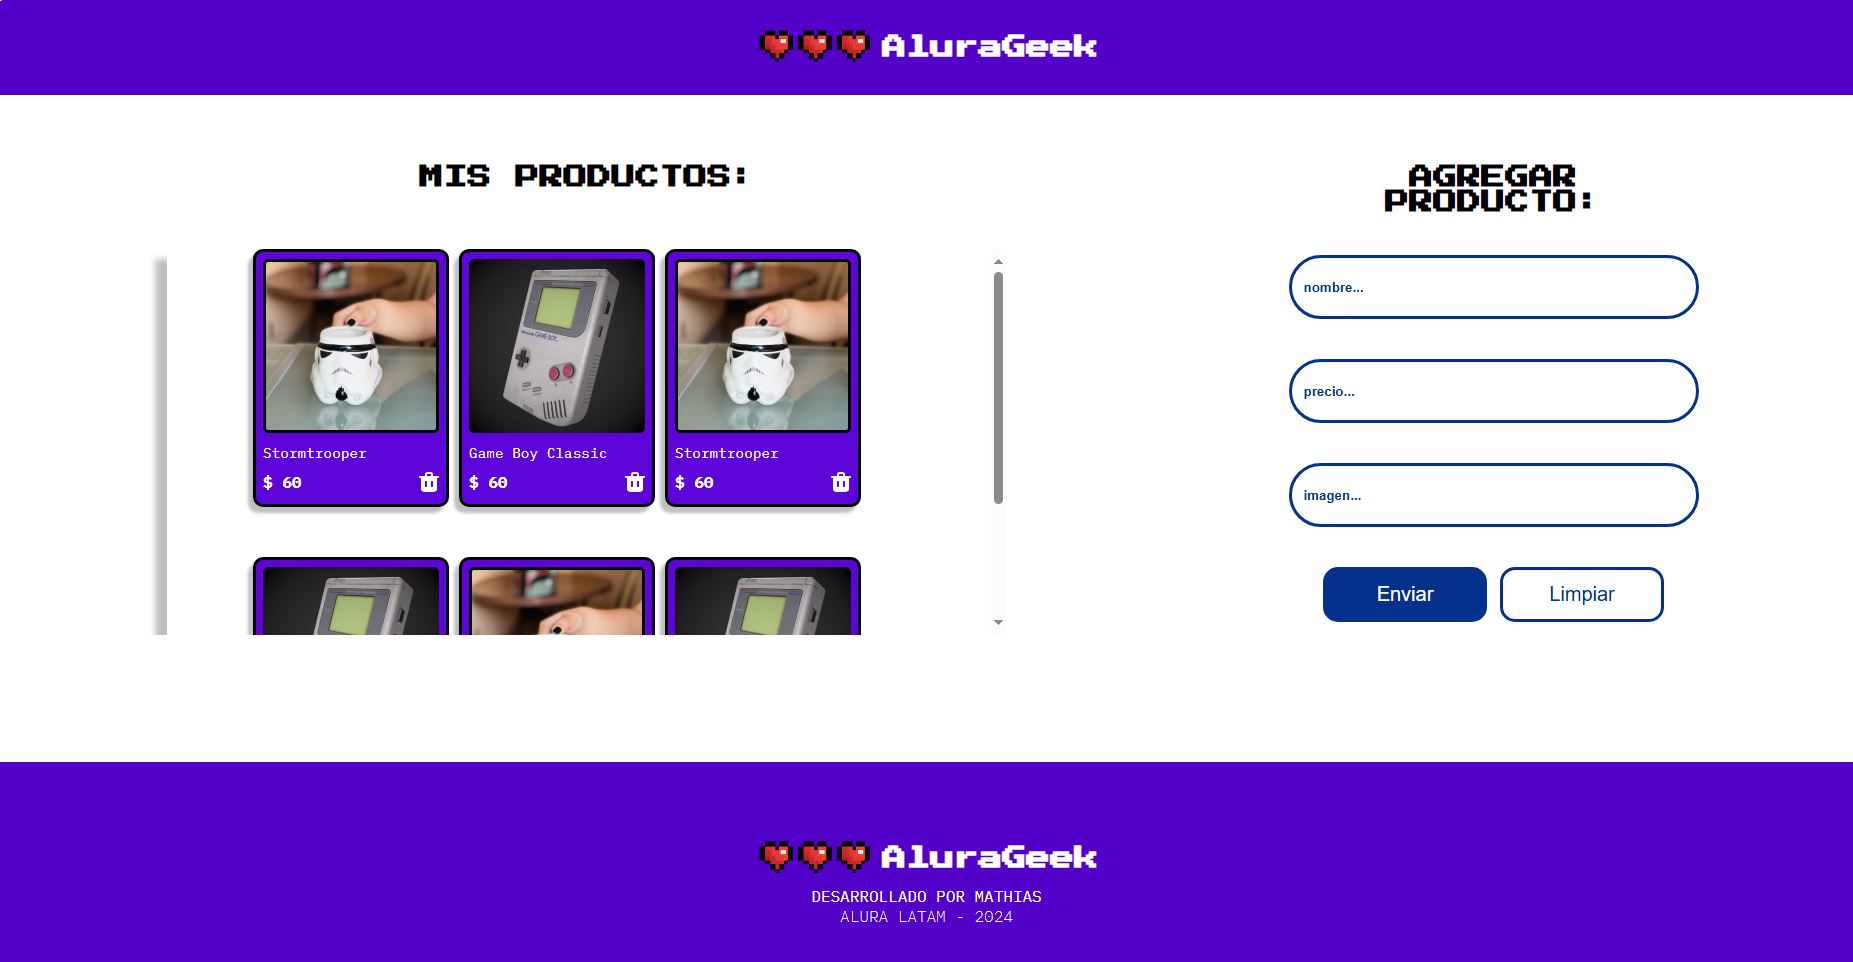 AluraGeek
MIS PRODUCTOS:
Stormtrooper
$ 60
Game Boy Classic
$ 60
Stormtrooper
$ 60
AGREGAR
PRODUCTO:
nombre...
precio...
imagen...
Enviar
Limpiar
AluraGeek
DESARROLLADO POR MATHIAS
ALURA LATAM - 2024